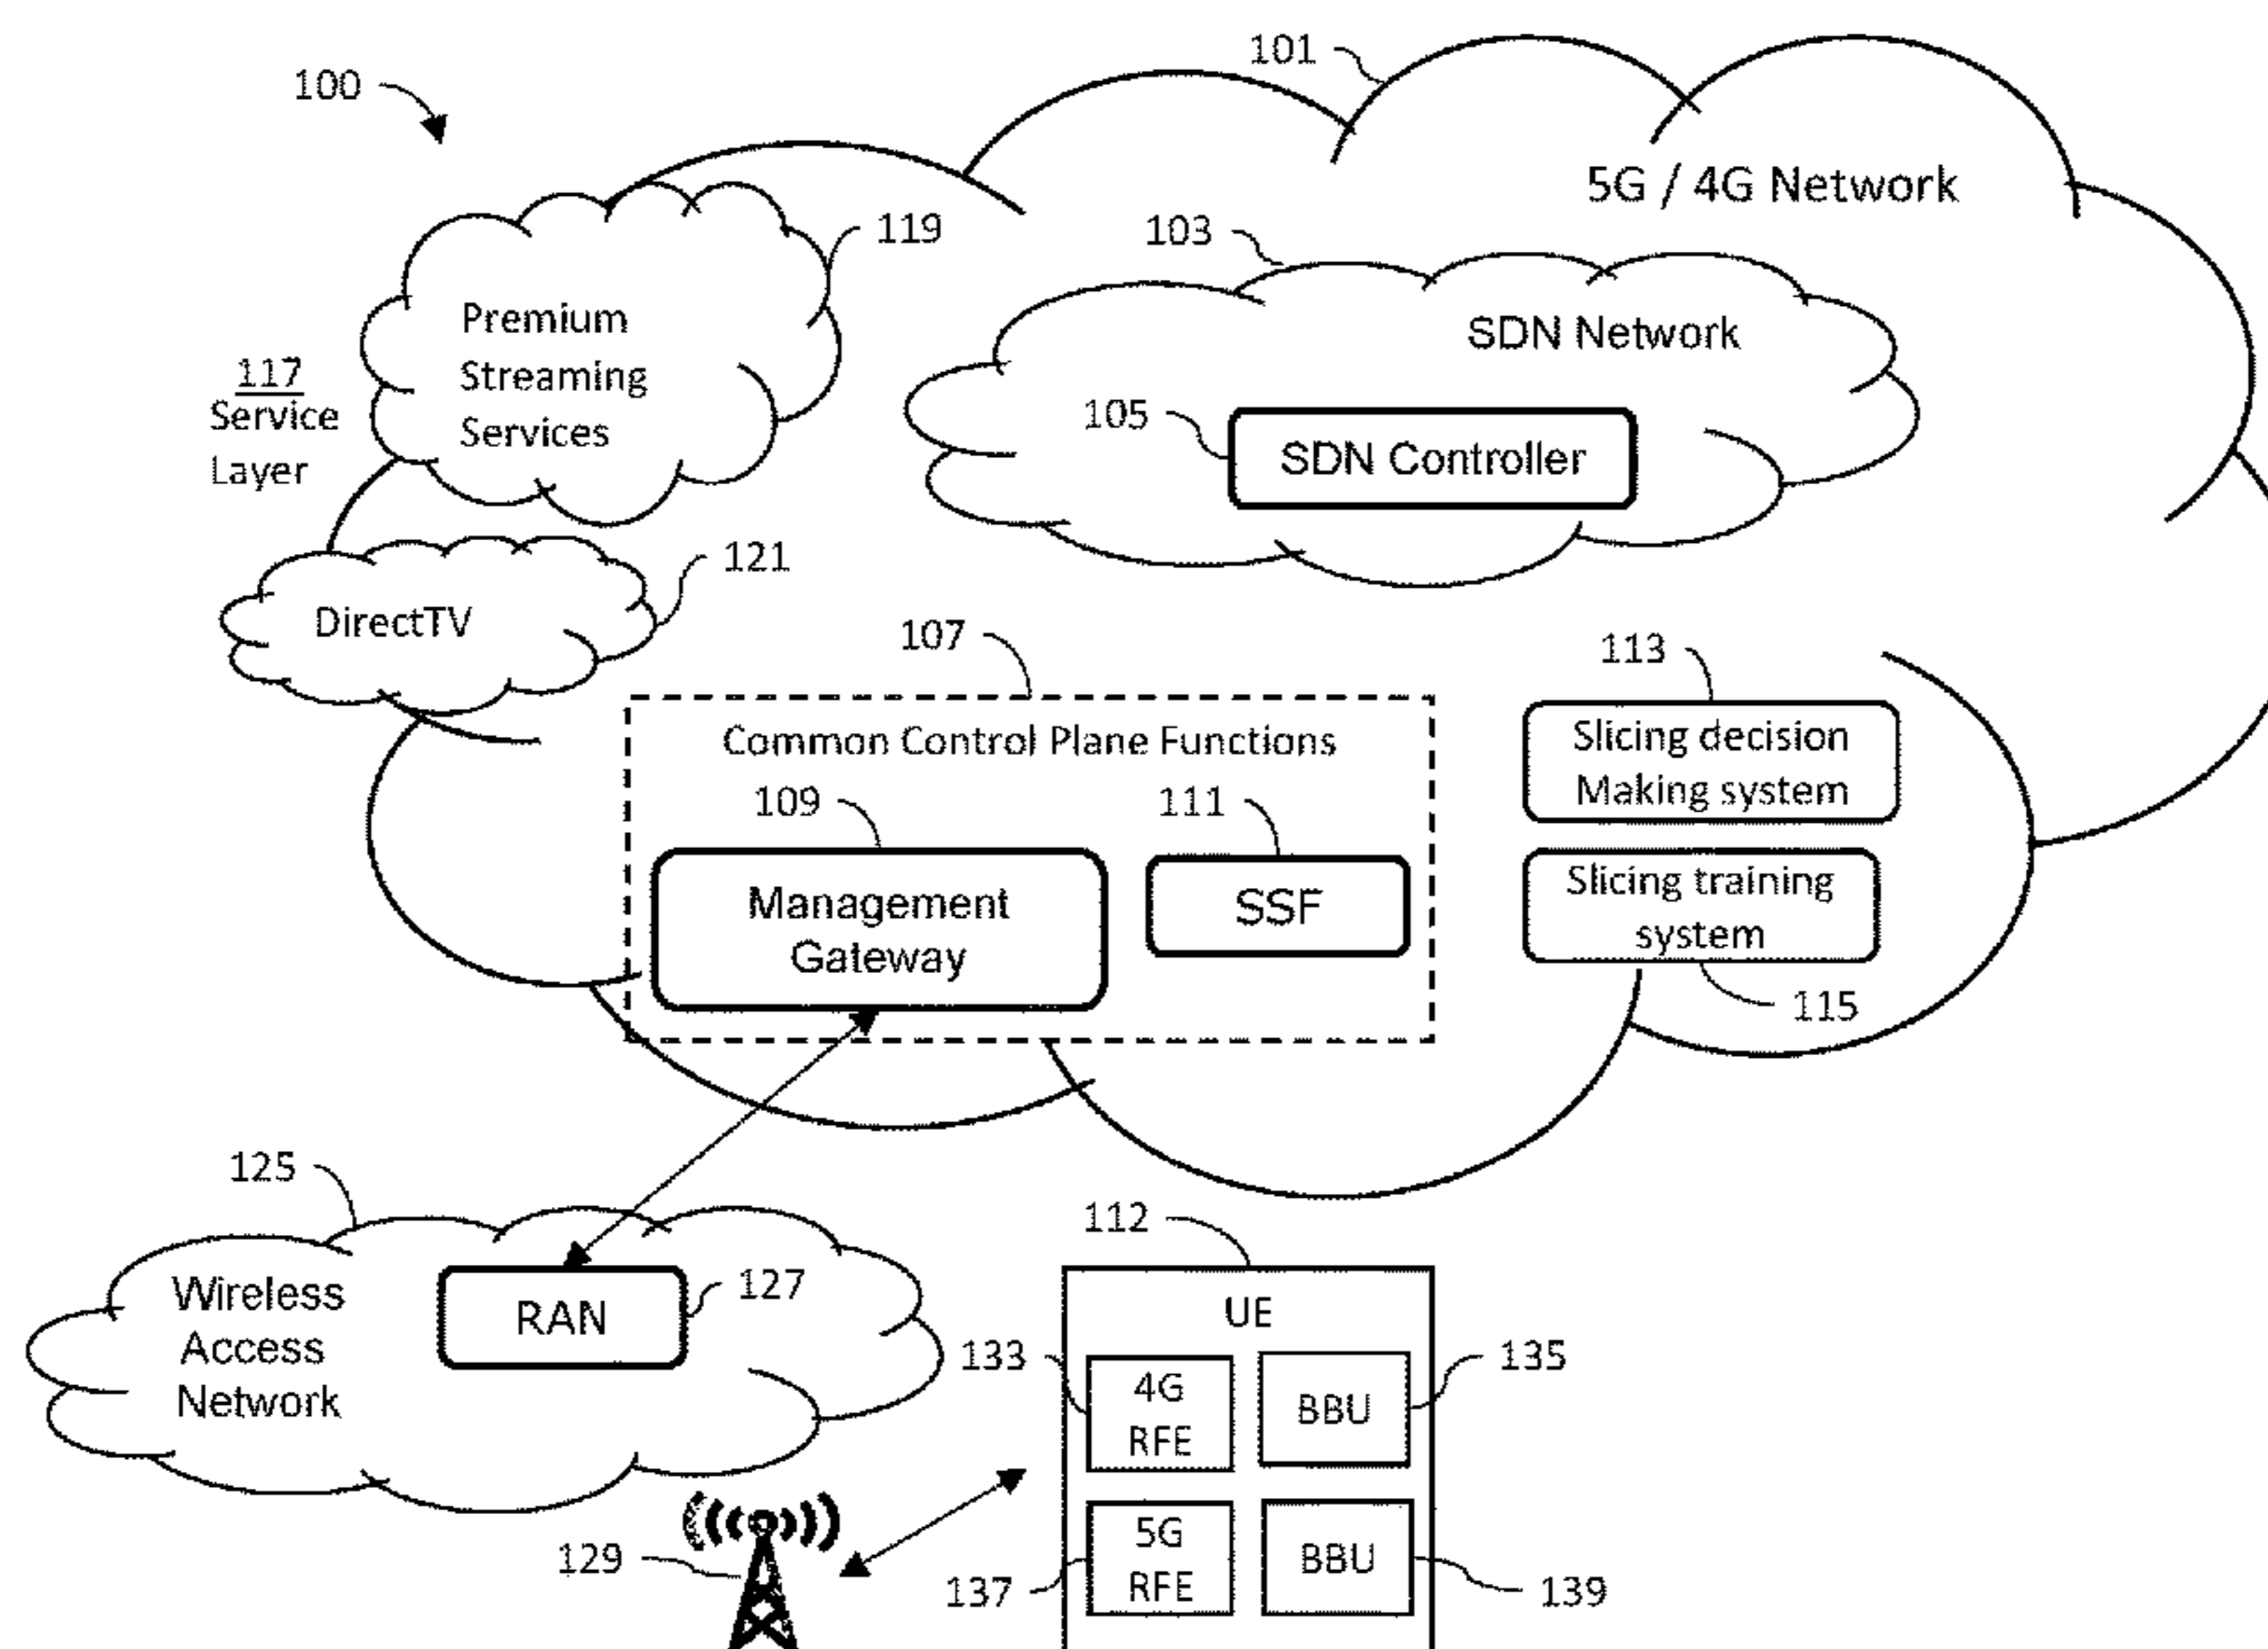 101
100
5G / 4G Network
119
103
Premium
Streaming
Services
SDN Network
117
Service
Layer
105
SDN Controller
121
DirectTV
107
113
Common Control Plane Functions
Slicing decision
Making system
109
111
Management
Gateway
SSF
Slicing training
system
115
125
112
Wireless
Access
Network
RAN
127
UE
133
4G
RFE
BBU
135
129
137
5G
RFE
BBU
139